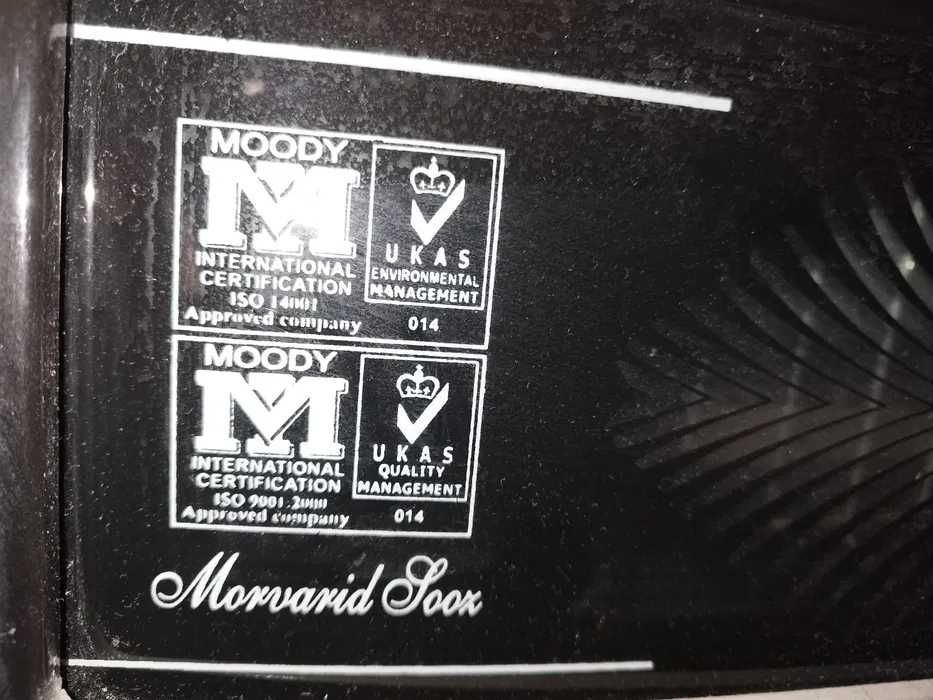 MOODY
M
INTERNATIONAL
CERTIFICATION
ISO 14001
Approved company
UKAS
ENVIRONMENTAL
MANAGEMENT
014
MOODY
M
INTERNATIONAL
CERTIFICATION
ISO 9001:2000
Approved company
UKAS
QUALITY
MANAGEMENT
014
Morvarid Sooz